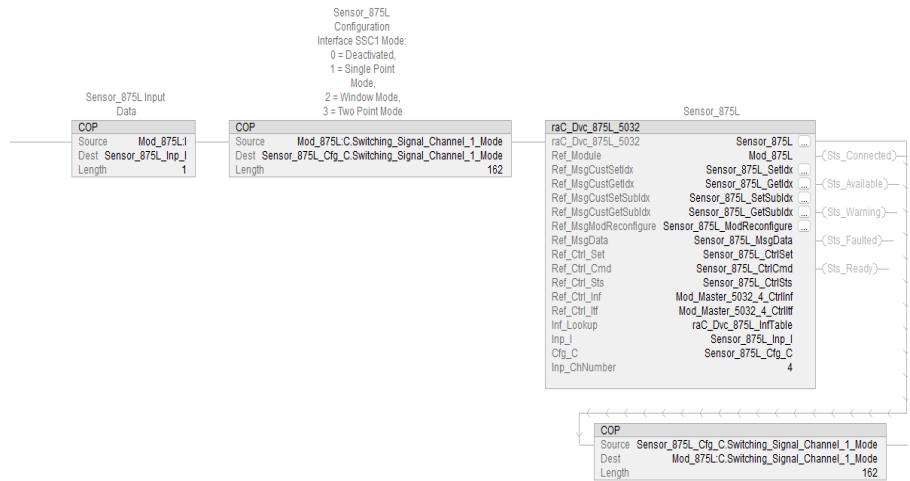 Sensor_875L
Configuration
Interface SSC1 Mode:
0 = Deactivated,
1 = Single Point
Mode,
2 = Window Mode,
3 = Two Point Mode
Sensor_875L Input
Data
Sensor_875L
COP
Source Mod_875L:I
Dest Sensor_875L_Inp_I
Length 1
COP
Source Mod_875L:C.Switching_Signal_Channel_1_Mode
Dest Sensor_875L_Cfg_C.Switching_Signal_Channel_1_Mode
Length 162
raC_Dvc_875L_5032
raC_Dvc_875L_5032 Sensor_875L ...
Ref_Module Mod_875L (Sts_Connected)
Ref_MsgCustSetIdx Sensor_875L_SetIdx ... (Sts_Available)
Ref_MsgCustGetIdx Sensor_875L_GetIdx ...
Ref_MsgCustSetSubIdx Sensor_875L_SetSubIdx ...
Ref_MsgCustGetSubIdx Sensor_875L_GetSubIdx ... (Sts_Warning)
Ref_MsgModReconfigure Sensor_875L_ModReconfigure ...
Ref_MsgData Sensor_875L_MsgData (Sts_Faulted)
Ref_Ctrl_Set Sensor_875L_CtrlSet
Ref_Ctrl_Cmd Sensor_875L_CtrlCmd (Sts_Ready)
Ref_Ctrl_Sts Sensor_875L_CtrlSts
Ref_Ctrl_Inf Mod_Master_5032_4_CtrlInf
Ref_Ctrl_Itf Mod_Master_5032_4_CtrlItf
Inf_Lookup raC_Dvc_875L_InfTable
Inp_I Sensor_875L_Inp_I
Cfg_C Sensor_875L_Cfg_C
Inp_ChNumber 4
COP
Source Sensor_875L_Cfg_C.Switching_Signal_Channel_1_Mode
Dest Mod_875L:C.Switching_Signal_Channel_1_Mode
Length 162